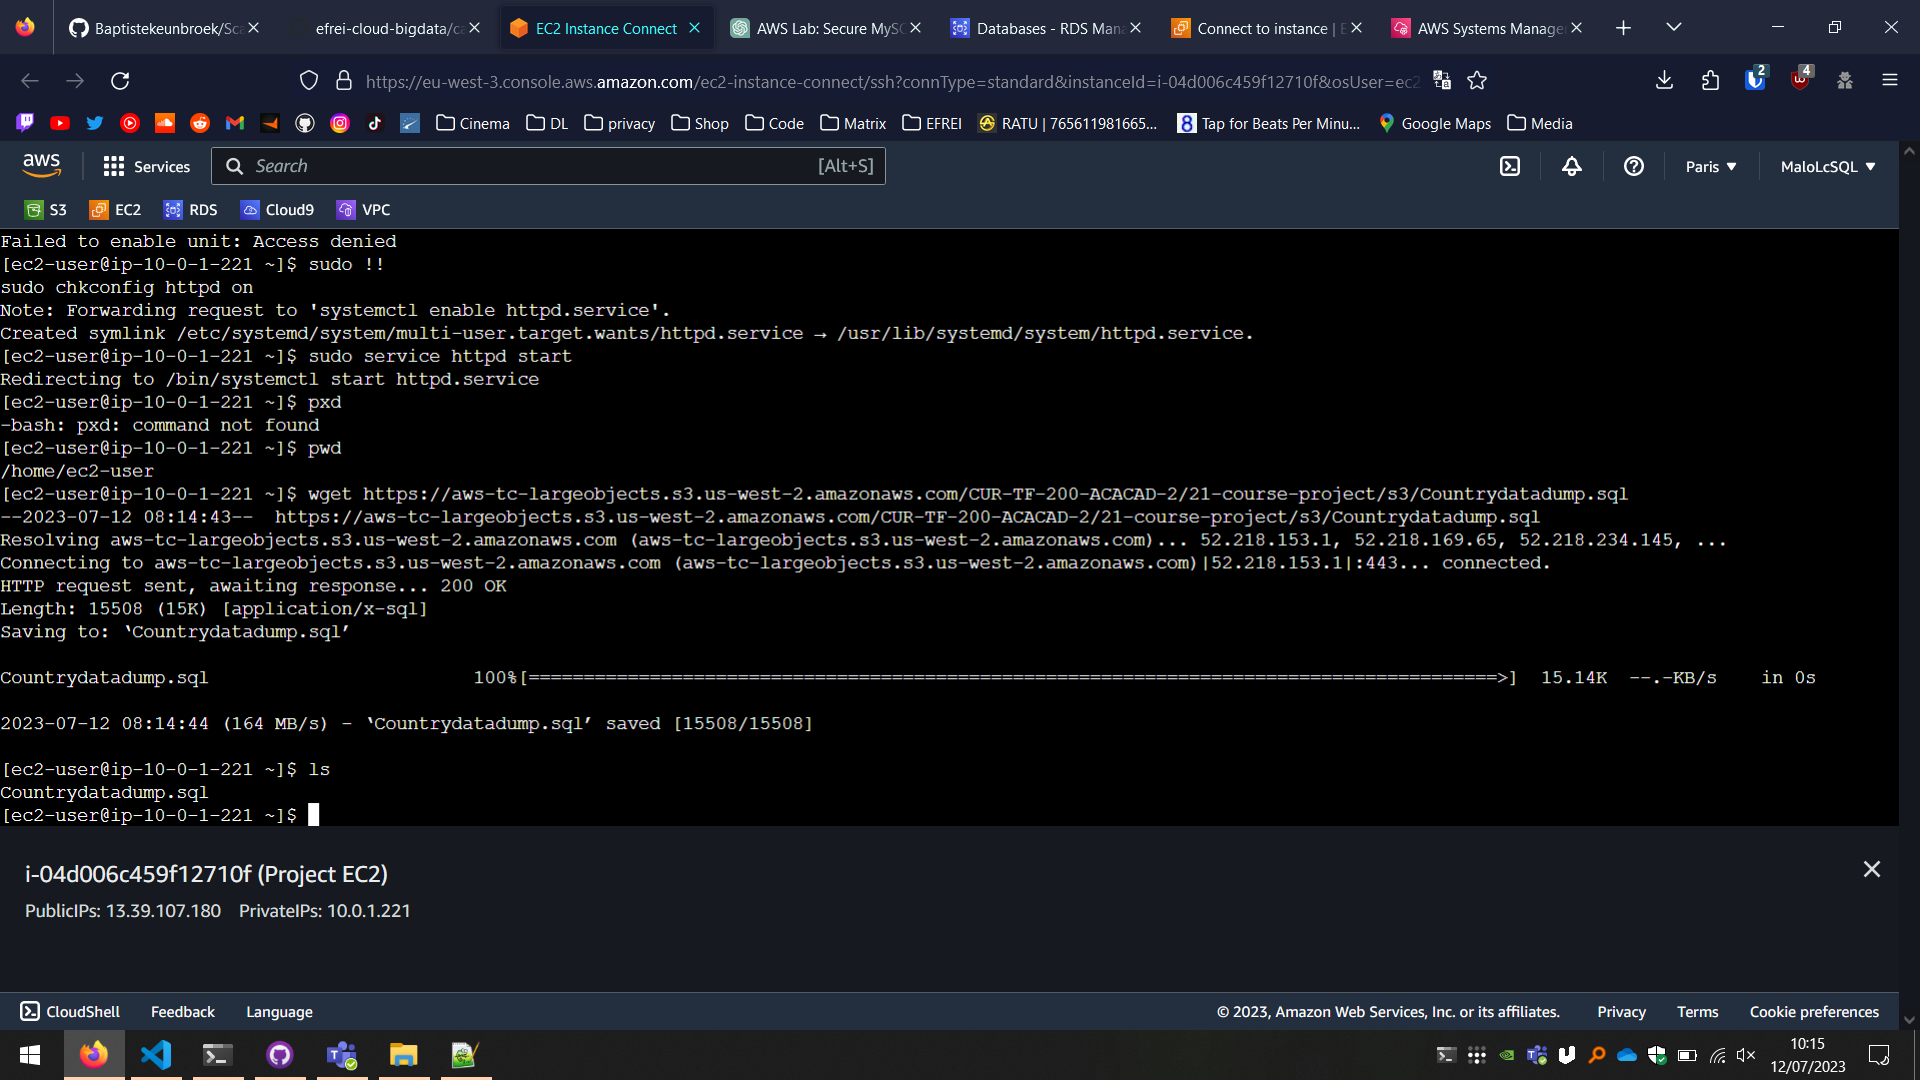 Baptistekeunbroek/Sca
efrei-cloud-bigdata/ca
EC2 Instance Connect
AWS Lab: Secure MySQ
Databases - RDS Mana
Connect to instance | E
AWS Systems Manage
https://eu-west-3.console.aws.amazon.com/ec2-instance-connect/ssh?connType=standard&instanceId=i-04d006c459f12710f&osUser=ec2
2
4
Cinema
DL
privacy
Shop
Code
Matrix
EFREI
RATU | 765611981665...
Tap for Beats Per Minu...
Google Maps
Media
aws
Services
Search
[Alt+S]
Paris
MaloLcSQL
S3
EC2
RDS
Cloud9
VPC
Failed to enable unit: Access denied
[ec2-user@ip-10-0-1-221 ~]$ sudo !!
sudo chkconfig httpd on
Note: Forwarding request to 'systemctl enable httpd.service'.
Created symlink /etc/systemd/system/multi-user.target.wants/httpd.service → /usr/lib/systemd/system/httpd.service.
[ec2-user@ip-10-0-1-221 ~]$ sudo service httpd start
Redirecting to /bin/systemctl start httpd.service
[ec2-user@ip-10-0-1-221 ~]$ pxd
-bash: pxd: command not found
[ec2-user@ip-10-0-1-221 ~]$ pwd
/home/ec2-user
[ec2-user@ip-10-0-1-221 ~]$ wget https://aws-tc-largeobjects.s3.us-west-2.amazonaws.com/CUR-TF-200-ACACAD-2/21-course-project/s3/Countrydatadump.sql
--2023-07-12 08:14:43--  https://aws-tc-largeobjects.s3.us-west-2.amazonaws.com/CUR-TF-200-ACACAD-2/21-course-project/s3/Countrydatadump.sql
Resolving aws-tc-largeobjects.s3.us-west-2.amazonaws.com (aws-tc-largeobjects.s3.us-west-2.amazonaws.com)... 52.218.153.1, 52.218.169.65, 52.218.234.145, ...
Connecting to aws-tc-largeobjects.s3.us-west-2.amazonaws.com (aws-tc-largeobjects.s3.us-west-2.amazonaws.com)|52.218.153.1|:443... connected.
HTTP request sent, awaiting response... 200 OK
Length: 15508 (15K) [application/x-sql]
Saving to: ‘Countrydatadump.sql’
Countrydatadump.sql 100%[========================================================================================>] 15.14K --.-KB/s in 0s
2023-07-12 08:14:44 (164 MB/s) - ‘Countrydatadump.sql’ saved [15508/15508]
[ec2-user@ip-10-0-1-221 ~]$ ls
Countrydatadump.sql
[ec2-user@ip-10-0-1-221 ~]$
i-04d006c459f12710f (Project EC2)
PublicIPs: 13.39.107.180 PrivateIPs: 10.0.1.221
CloudShell
Feedback
Language
© 2023, Amazon Web Services, Inc. or its affiliates.
Privacy
Terms
Cookie preferences
10:15
12/07/2023